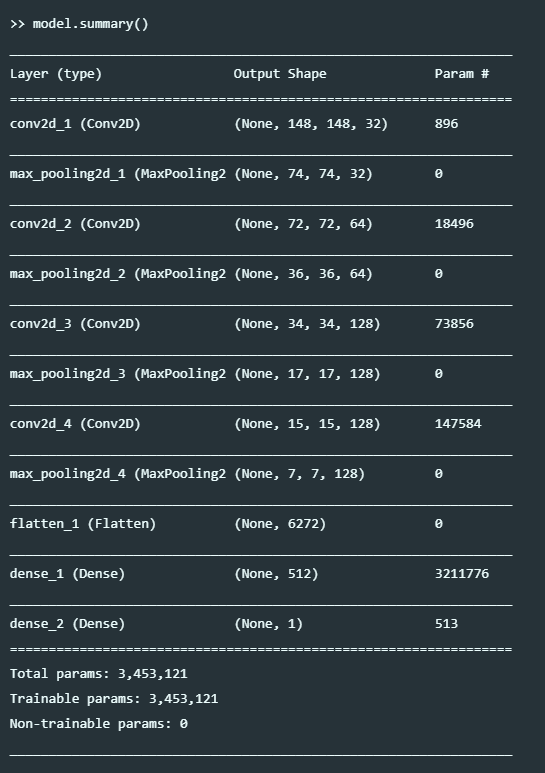 >> model.summary()
_________________________________________________________________
Layer (type)                 Output Shape              Param #
=================================================================
conv2d_1 (Conv2D)            (None, 148, 148, 32)      896
_________________________________________________________________
max_pooling2d_1 (MaxPooling2 (None, 74, 74, 32)        0
_________________________________________________________________
conv2d_2 (Conv2D)            (None, 72, 72, 64)        18496
_________________________________________________________________
max_pooling2d_2 (MaxPooling2 (None, 36, 36, 64)        0
_________________________________________________________________
conv2d_3 (Conv2D)            (None, 34, 34, 128)       73856
_________________________________________________________________
max_pooling2d_3 (MaxPooling2 (None, 17, 17, 128)       0
_________________________________________________________________
conv2d_4 (Conv2D)            (None, 15, 15, 128)       147584
_________________________________________________________________
max_pooling2d_4 (MaxPooling2 (None, 7, 7, 128)         0
_________________________________________________________________
flatten_1 (Flatten)          (None, 6272)              0
_________________________________________________________________
dense_1 (Dense)              (None, 512)               3211776
_________________________________________________________________
dense_2 (Dense)              (None, 1)                 513
=================================================================
Total params: 3,453,121
Trainable params: 3,453,121
Non-trainable params: 0
_________________________________________________________________